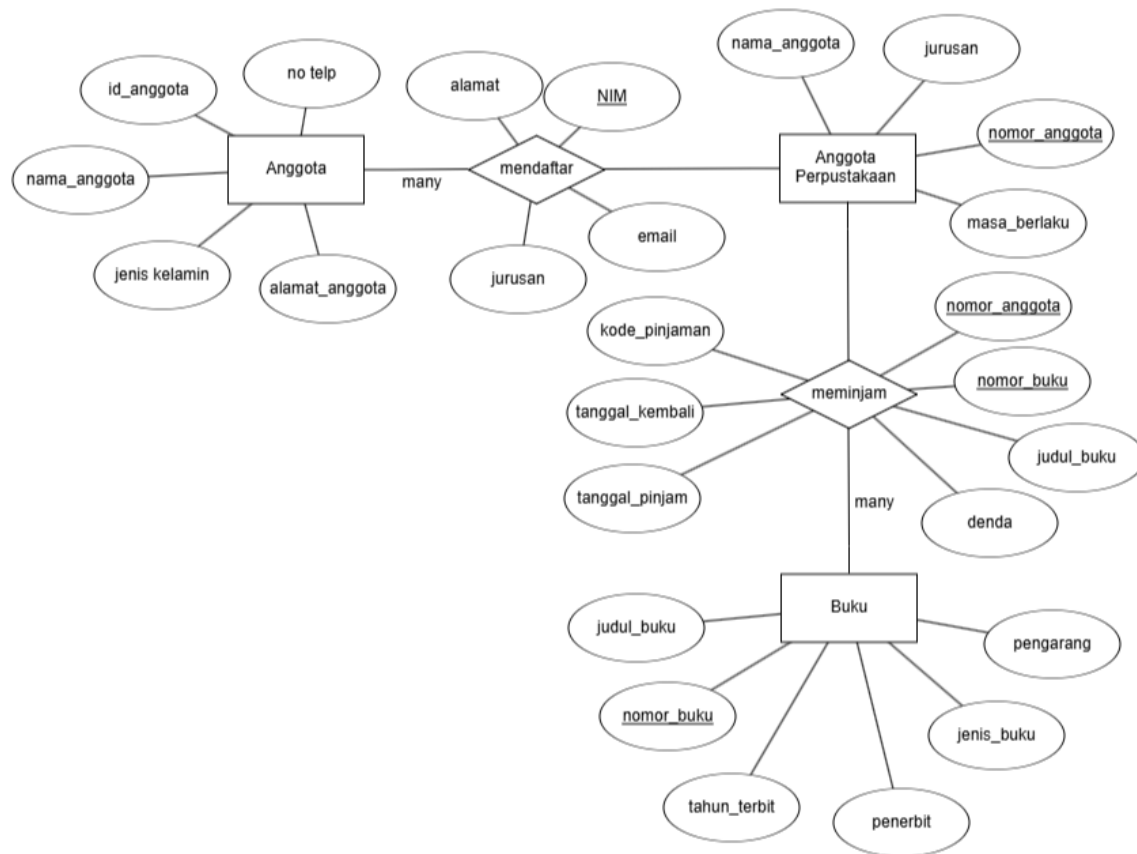 nama_anggota
jurusan
no telp
id_anggota
alamat
NIM
nomor_anggota
Anggota
many
mendaftar
Anggota
Perpustakaan
nama_anggota
masa_berlaku
email
jenis kelamin
alamat_anggota
jurusan
kode_pinjaman
nomor_anggota
nomor_buku
meminjam
tanggal_kembali
judul_buku
tanggal_pinjam
many
denda
Buku
judul_buku
pengarang
nomor_buku
jenis_buku
tahun_terbit
penerbit